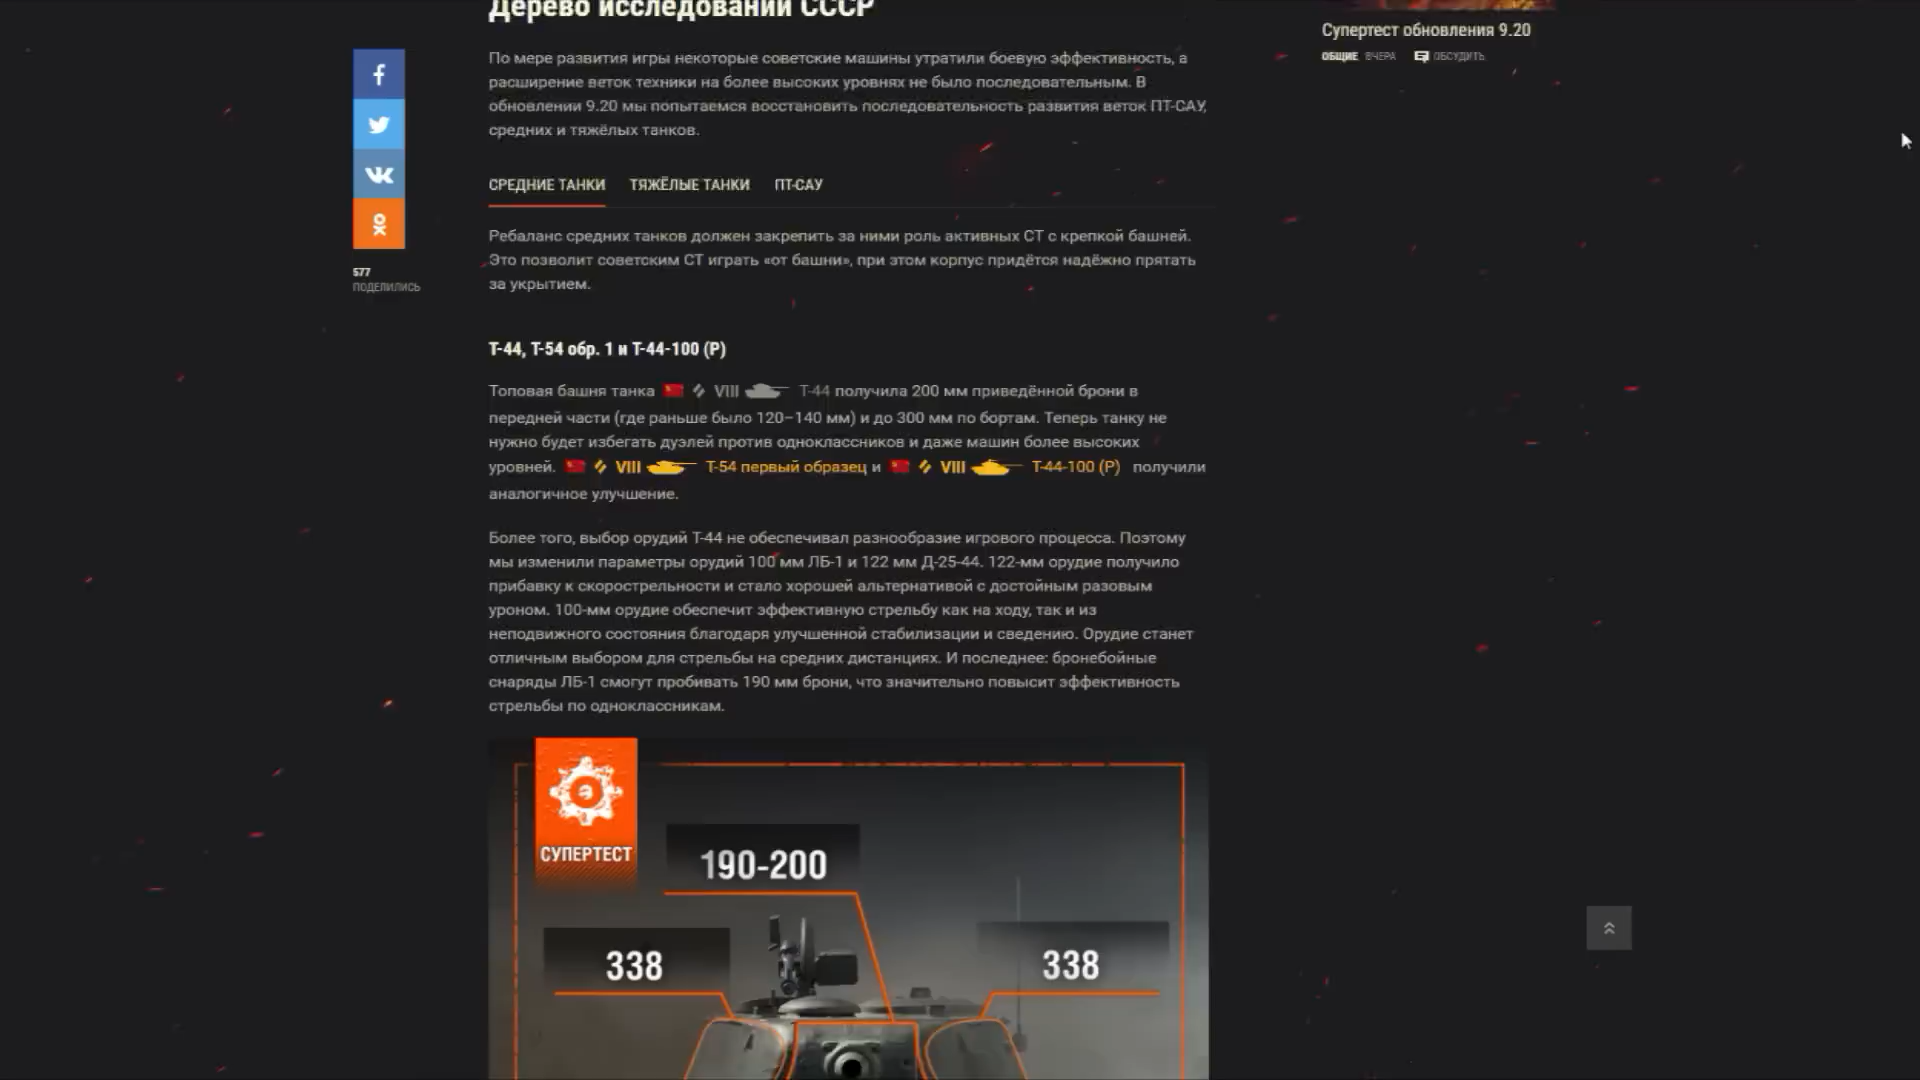 Дерево исследований СССР
Супертест обновления 9.20
ОБЩИЕ ВЧЕРА ОБСУДИТЬ
По мере развития игры некоторые советские машины утратили боевую эффективность, а
расширение веток техники на более высоких уровнях не было последовательным. В
обновлении 9.20 мы попытаемся восстановить последовательность развития веток ПТ-САУ,
средних и тяжёлых танков.
СРЕДНИЕ ТАНКИ ТЯЖЁЛЫЕ ТАНКИ ПТ-САУ
577
ПОДЕЛИЛИСЬ
Ребаланс средних танков должен закрепить за ними роль активных СТ с крепкой башней.
Это позволит советским СТ играть «от башни», при этом корпус придётся надёжно прятать
за укрытием.
Т-44, Т-54 обр. 1 и Т-44-100 (Р)
Топовая башня танка VIII Т-44 получила 200 мм приведённой брони в
передней части (где раньше было 120–140 мм) и до 300 мм по бортам. Теперь танку не
нужно будет избегать дуэлей против одноклассников и даже машин более высоких
уровней. VIII Т-54 первый образец и VIII Т-44-100 (Р) получили
аналогичное улучшение.
Более того, выбор орудий Т-44 не обеспечивал разнообразие игрового процесса. Поэтому
мы изменили параметры орудий 100 мм ЛБ-1 и 122 мм Д-25-44. 122-мм орудие получило
прибавку к скорострельности и стало хорошей альтернативой с достойным разовым
уроном. 100-мм орудие обеспечит эффективную стрельбу как на ходу, так и из
неподвижного состояния благодаря улучшенной стабилизации и сведению. Орудие станет
отличным выбором для стрельбы на средних дистанциях. И последнее: бронебойные
снаряды ЛБ-1 смогут пробивать 190 мм брони, что значительно повысит эффективность
стрельбы по одноклассникам.
СУПЕРТЕСТ
190-200
338
338